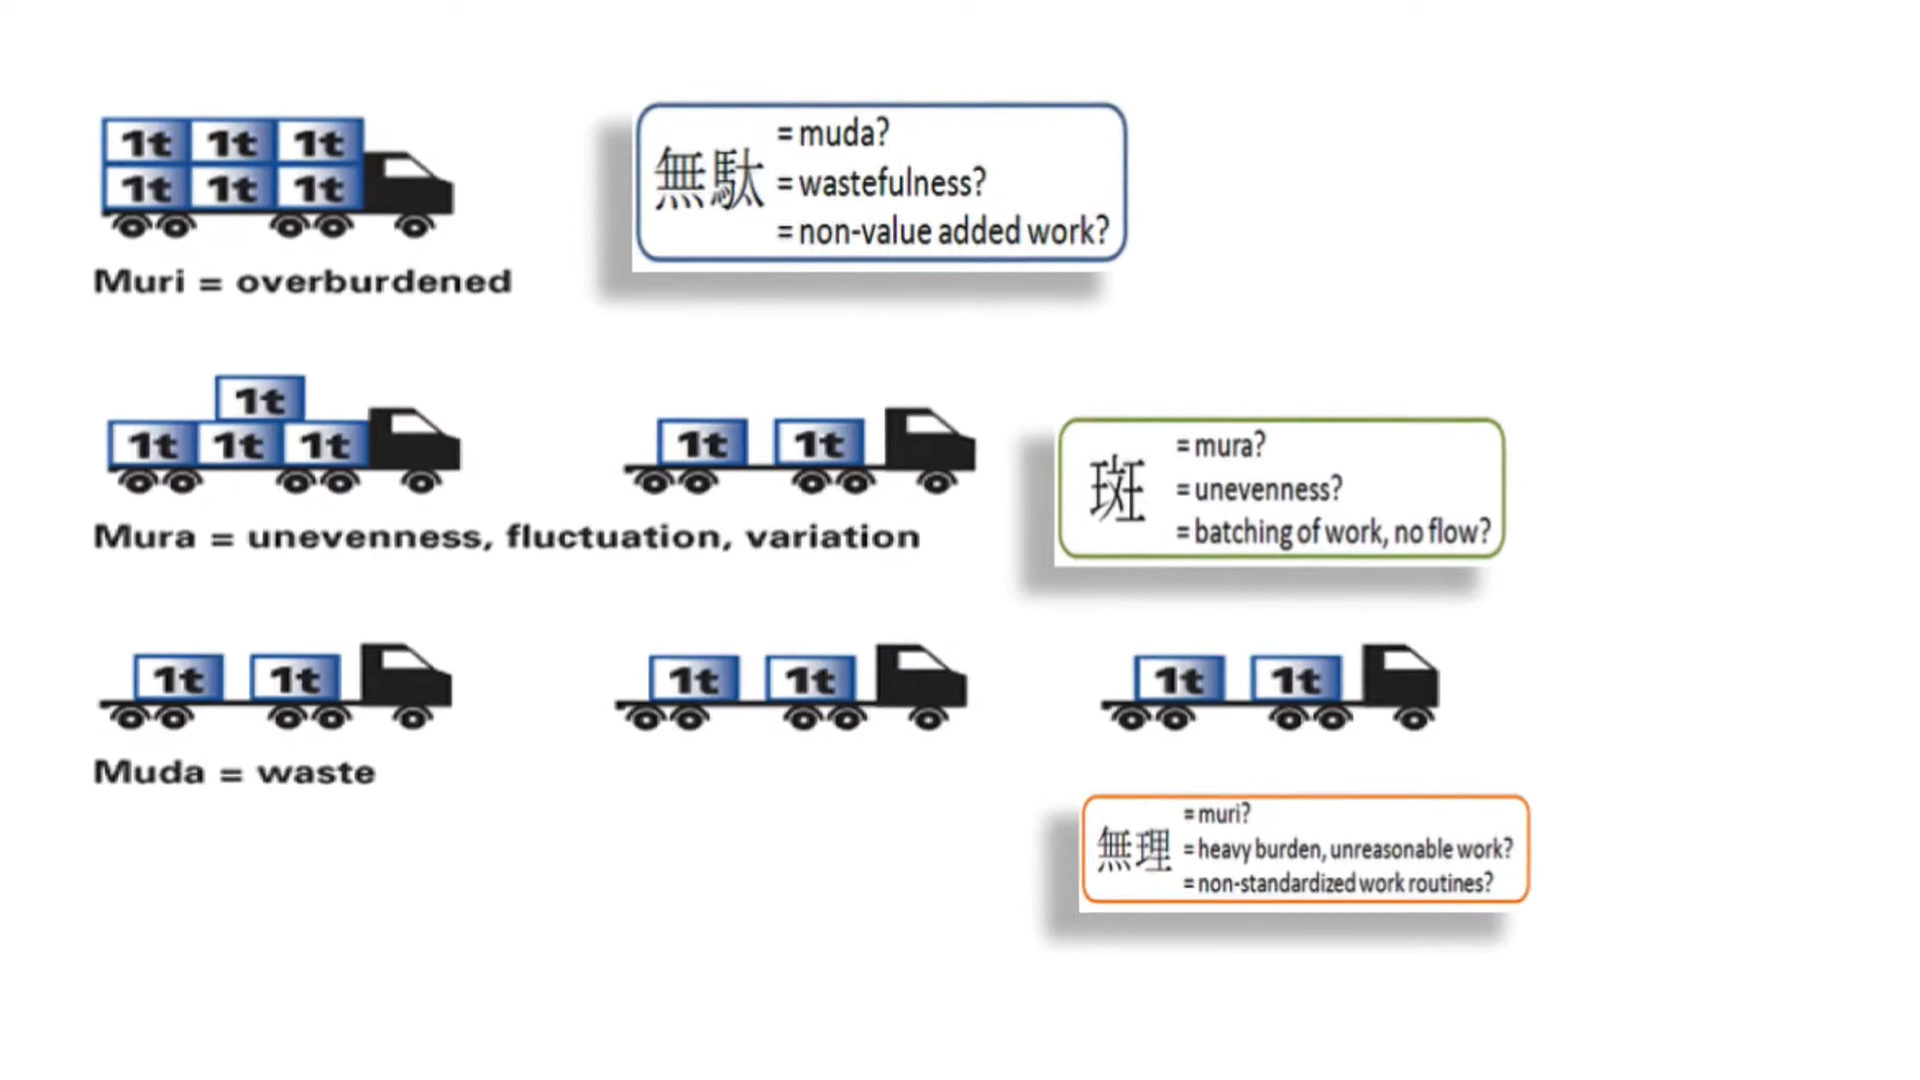 1t 1t 1t
1t 1t 1t
Muri = overburdened
無駄
= muda?
= wastefulness?
= non-value added work?
1t
1t 1t 1t
1t 1t
Mura = unevenness, fluctuation, variation
斑
= mura?
= unevenness?
= batching of work, no flow?
1t 1t
1t 1t
1t 1t
Muda = waste
無理
= muri?
= heavy burden, unreasonable work?
= non-standardized work routines?